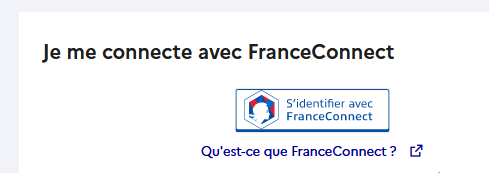 Je me connecte avec FranceConnect
S'identifier avec
FranceConnect
Qu'est-ce que FranceConnect ?